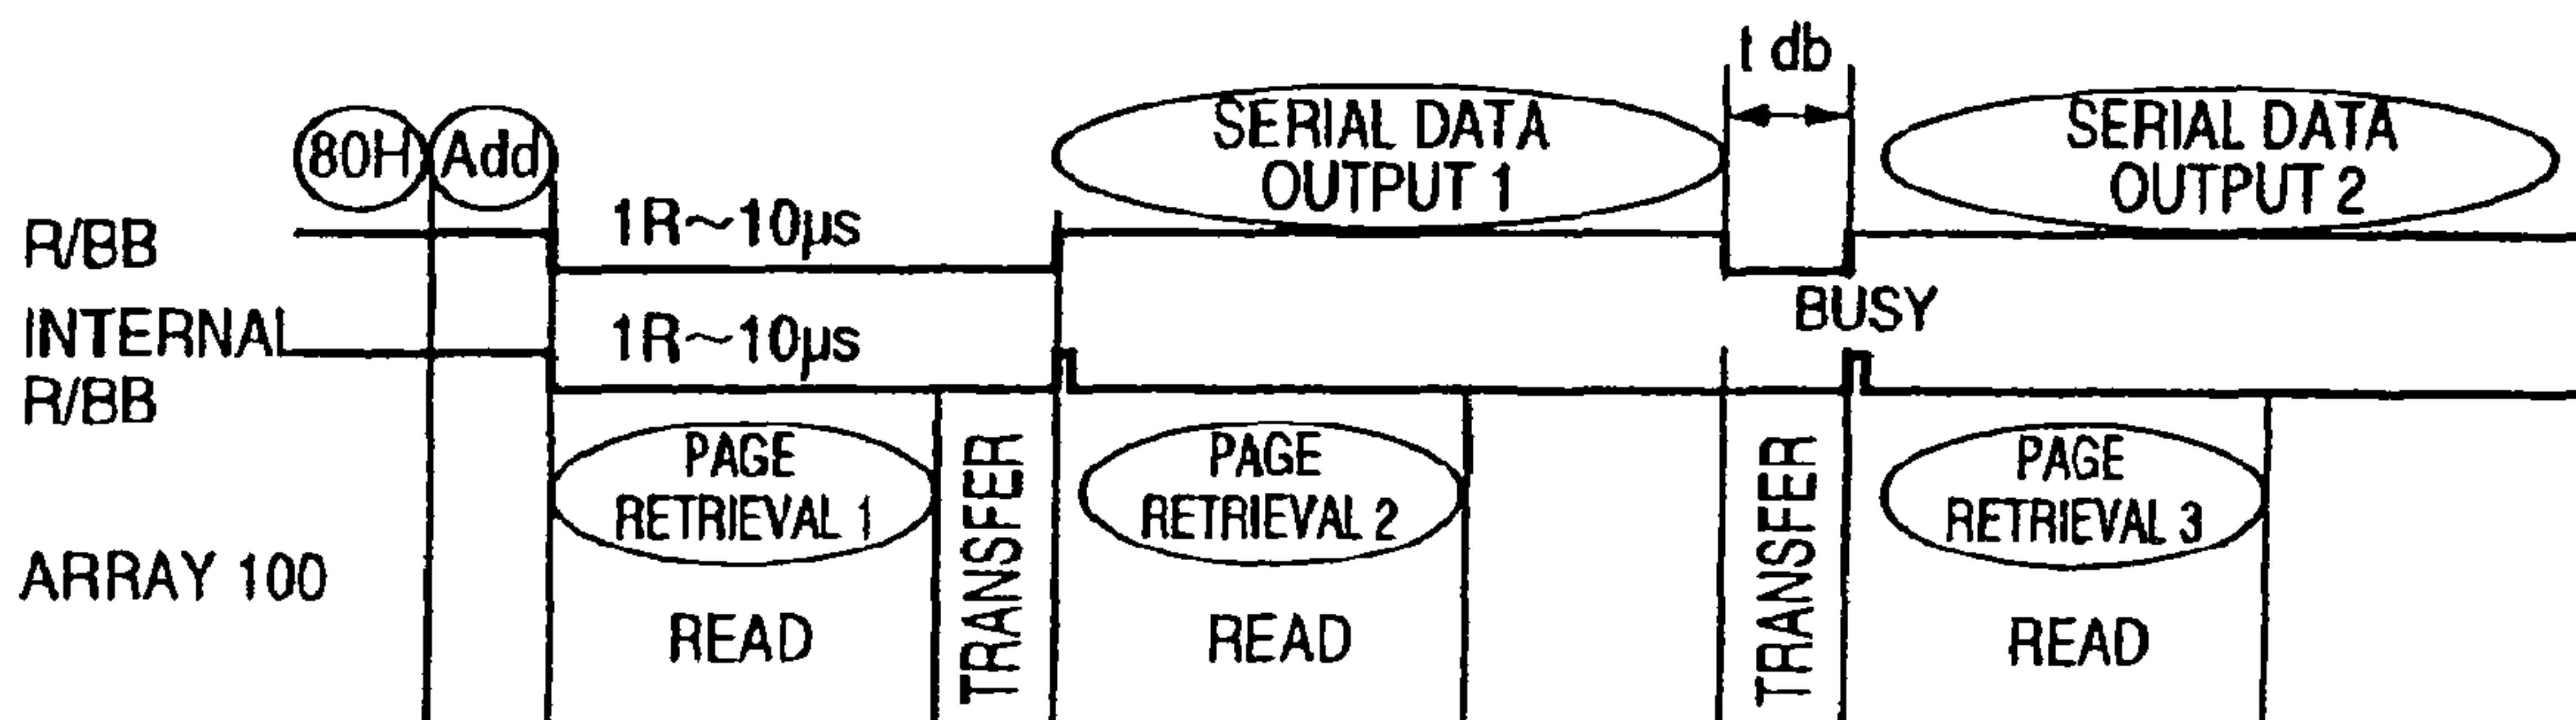 t db
80H Add SERIAL DATA OUTPUT 1 SERIAL DATA OUTPUT 2
R/BB 1R~10μs
BUSY
INTERNAL R/BB 1R~10μs
PAGE RETRIEVAL 1 TRANSFER PAGE RETRIEVAL 2 TRANSFER PAGE RETRIEVAL 3
ARRAY 100
READ READ READ